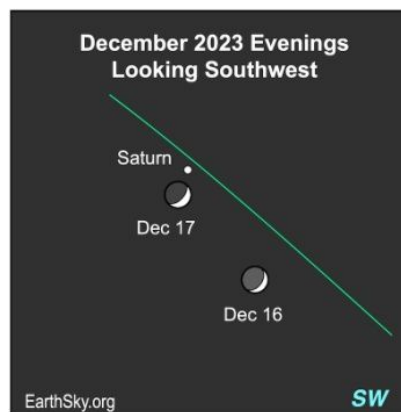 December 2023 Evenings
Looking Southwest
Saturn
Dec 17
Dec 16
EarthSky.org
SW